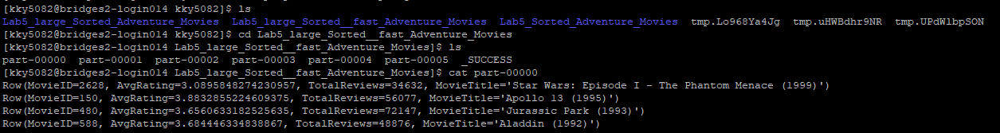 [kky5082@bridges2-login014 kky5082]$ ls
Lab5_large_Sorted_Adventure_Movies  Lab5_large_Sorted__fast_Adventure_Movies  Lab5_Sorted_Adventure_Movies  tmp.Lo968Ya4Jg  tmp.uHWBdhr9NR  tmp.UPdWlbpSON
[kky5082@bridges2-login014 kky5082]$ cd Lab5_large_Sorted__fast_Adventure_Movies
[kky5082@bridges2-login014 Lab5_large_Sorted__fast_Adventure_Movies]$ ls
part-00000  part-00001  part-00002  part-00003  part-00004  part-00005  _SUCCESS
[kky5082@bridges2-login014 Lab5_large_Sorted__fast_Adventure_Movies]$ cat part-00000
Row(MovieID=2628, AvgRating=3.0895848274230957, TotalReviews=34632, MovieTitle='Star Wars: Episode I - The Phantom Menace (1999)')
Row(MovieID=150, AvgRating=3.8832855224609375, TotalReviews=56077, MovieTitle='Apollo 13 (1995)')
Row(MovieID=480, AvgRating=3.6560633182525635, TotalReviews=72147, MovieTitle='Jurassic Park (1993)')
Row(MovieID=588, AvgRating=3.684446334838867, TotalReviews=48876, MovieTitle='Aladdin (1992)')